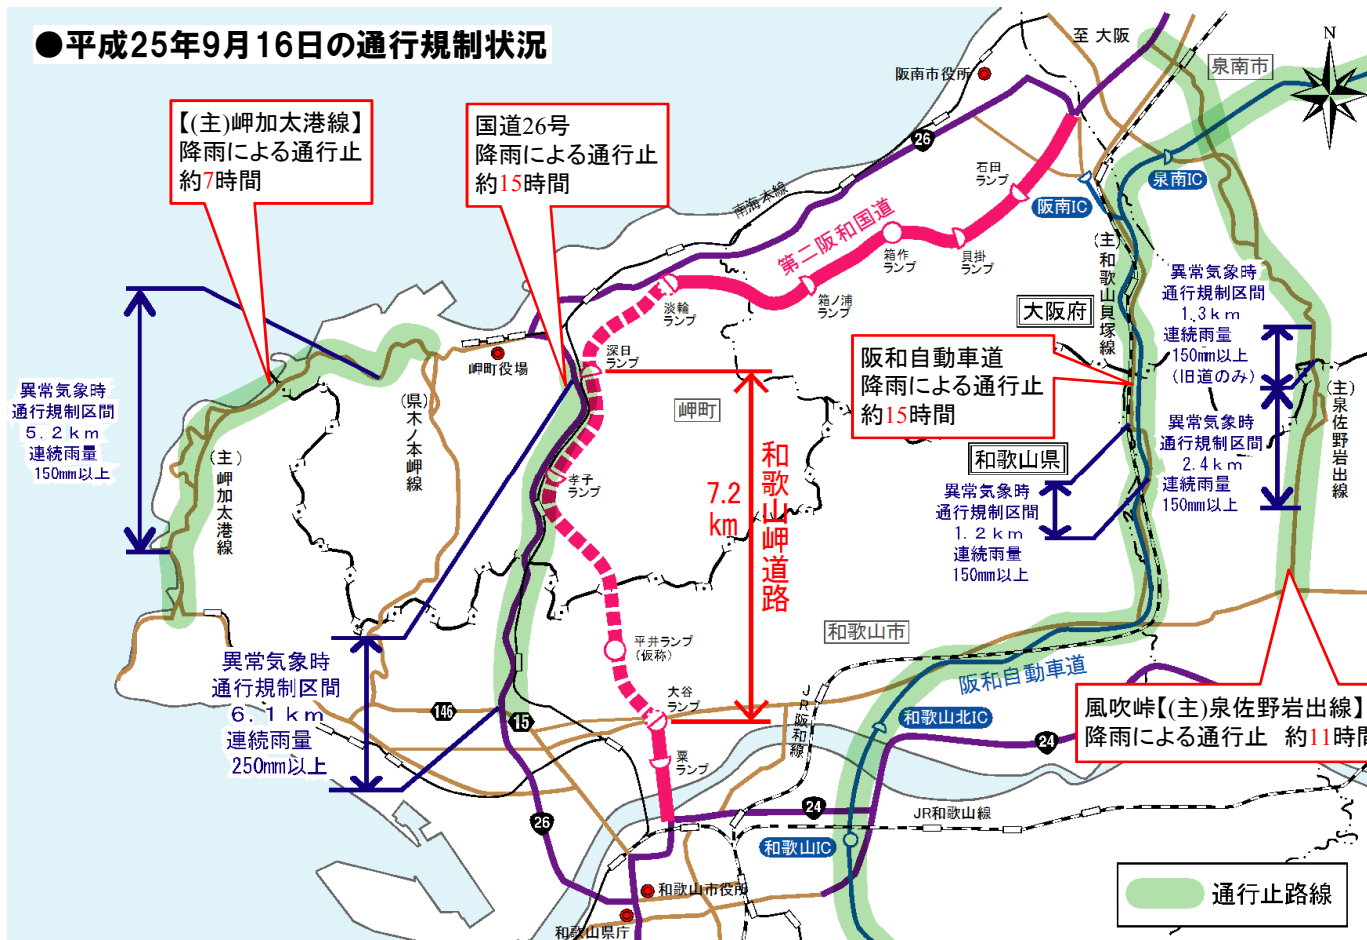 ●平成25年9月16日の通行規制状況
N
至 大阪
泉南市
阪南市役所
【(主)岬加太港線】
降雨による通行止
約7時間
国道26号
降雨による通行止
約15時間
26
石田
ランプ
泉南IC
阪南IC
南海本線
第二阪和国道
箱作
ランプ
貝掛
ランプ
(主)和歌山貝塚線
異常気象時
通行規制区間
1.3km
連続雨量
150mm以上
(旧道のみ)
淡輪
ランプ
箱ノ浦
ランプ
大阪府
深日
ランプ
岬町役場
阪和自動車道
降雨による通行止
約15時間
異常気象時
通行規制区間
5.2km
連続雨量
150mm以上
(県)木ノ本岬線
岬町
(主)泉佐野岩出線
異常気象時
通行規制区間
2.4km
連続雨量
150mm以上
(主)岬加太港線
孝子
ランプ
7.2
km
和歌山岬道路
和歌山県
異常気象時
通行規制区間
1.2km
連続雨量
150mm以上
和歌山市
平井ランプ
(仮称)
異常気象時
通行規制区間
6.1km
連続雨量
250mm以上
阪和自動車道
大谷
ランプ
JR阪和線
146
15
和歌山北IC
24
風吹峠【(主)泉佐野岩出線】
降雨による通行止 約11時間
粟
ランプ
26
24
JR和歌山線
和歌山IC
和歌山市役所
和歌山県庁
通行止路線